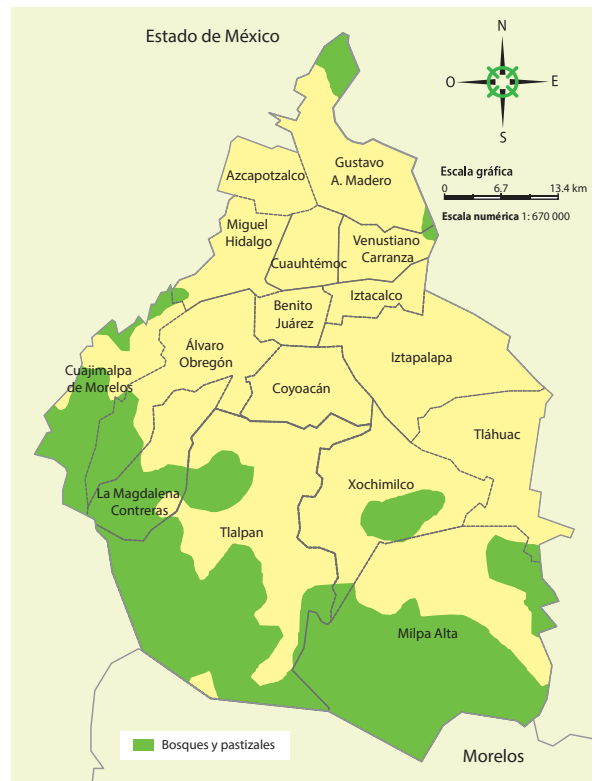 Estado de México
N
O
E
S
Escala gráfica
0 6.7 13.4 km
Escala numérica 1: 670 000
Gustavo
A. Madero
Azcapotzalco
Miguel
Hidalgo
Cuauhtémoc
Venustiano
Carranza
Iztacalco
Benito
Juárez
Álvaro
Obregón
Iztapalapa
Cuajimalpa
de Morelos
Coyoacán
Tláhuac
La Magdalena
Contreras
Xochimilco
Tlalpan
Milpa Alta
Bosques y pastizales
Morelos